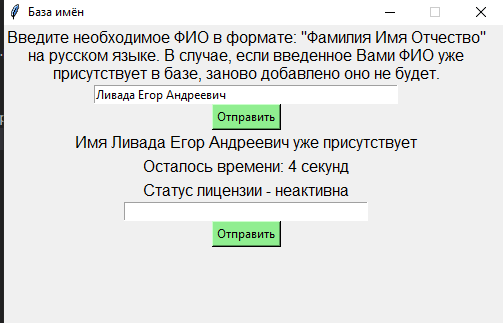 База имён
Введите необходимое ФИО в формате: "Фамилия Имя Отчество"
на русском языке. В случае, если введенное Вами ФИО уже
присутствует в базе, заново добавлено оно не будет.
Ливада Егор Андреевич
Отправить
Имя Ливада Егор Андреевич уже присутствует
Осталось времени: 4 секунд
Статус лицензии - неактивна
Отправить